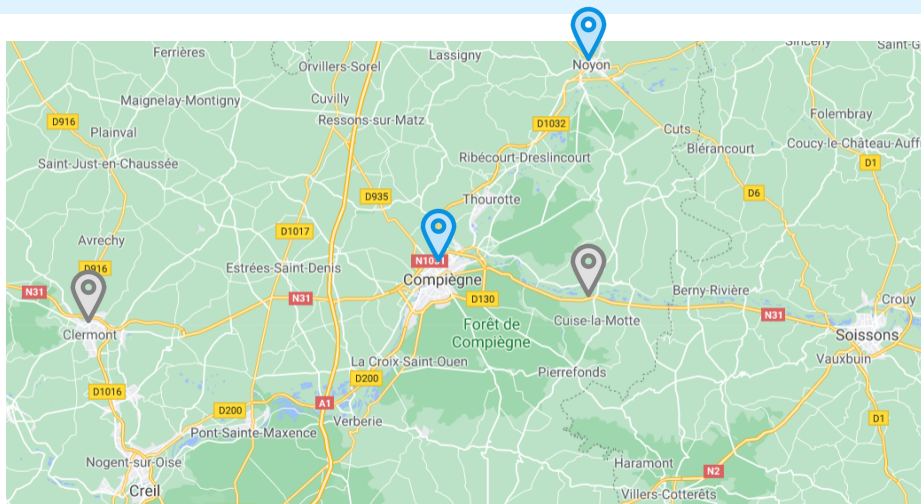 Ferrières
Orvillers-Sorel
Lassigny
Noyon
Sinceny
Saint-G
Maignelay-Montigny
Cuvilly
D916
Plainval
Ressons-sur-Matz
D1032
Cuts
Folembray
Saint-Just-en-Chaussée
Ribécourt-Dreslincourt
Blérancourt
Coucy-le-Château-Auffr
D1
D935
Thourotte
D6
Avrechy
D1017
D916
Estrées-Saint-Denis
N1031
Compiègne
N31
N31
D130
Berny-Rivière
Crouy
Clermont
Forêt de
Compiègne
Cuise-la-Motte
N31
Soissons
La Croix-Saint-Ouen
Vauxbuin
D1016
D200
Pierrefonds
D200
A1
Verberie
D1
Pont-Sainte-Maxence
Nogent-sur-Oise
Haramont
N2
Creil
Villers-Cotterêts